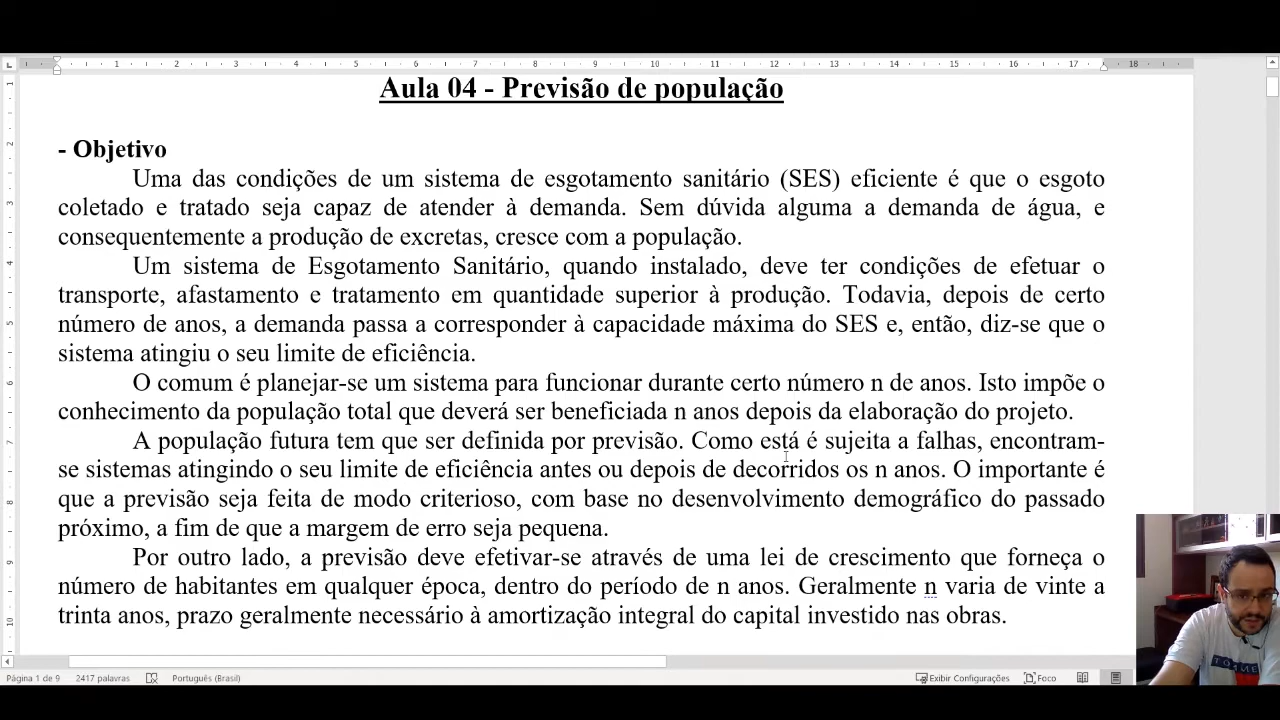 Aula 04 - Previsão de população
- Objetivo
Uma das condições de um sistema de esgotamento sanitário (SES) eficiente é que o esgoto
coletado e tratado seja capaz de atender à demanda. Sem dúvida alguma a demanda de água, e
consequentemente a produção de excretas, cresce com a população.
Um sistema de Esgotamento Sanitário, quando instalado, deve ter condições de efetuar o
transporte, afastamento e tratamento em quantidade superior à produção. Todavia, depois de certo
número de anos, a demanda passa a corresponder à capacidade máxima do SES e, então, diz-se que o
sistema atingiu o seu limite de eficiência.
O comum é planejar-se um sistema para funcionar durante certo número n de anos. Isto impõe o
conhecimento da população total que deverá ser beneficiada n anos depois da elaboração do projeto.
A população futura tem que ser definida por previsão. Como está é sujeita a falhas, encontram-
se sistemas atingindo o seu limite de eficiência antes ou depois de decorridos os n anos. O importante é
que a previsão seja feita de modo criterioso, com base no desenvolvimento demográfico do passado
próximo, a fim de que a margem de erro seja pequena.
Por outro lado, a previsão deve efetivar-se através de uma lei de crescimento que forneça o
número de habitantes em qualquer época, dentro do período de n anos. Geralmente n varia de vinte a
trinta anos, prazo geralmente necessário à amortização integral do capital investido nas obras.
Página 1 de 9 2417 palavras Português (Brasil) Exibir Configurações Foco